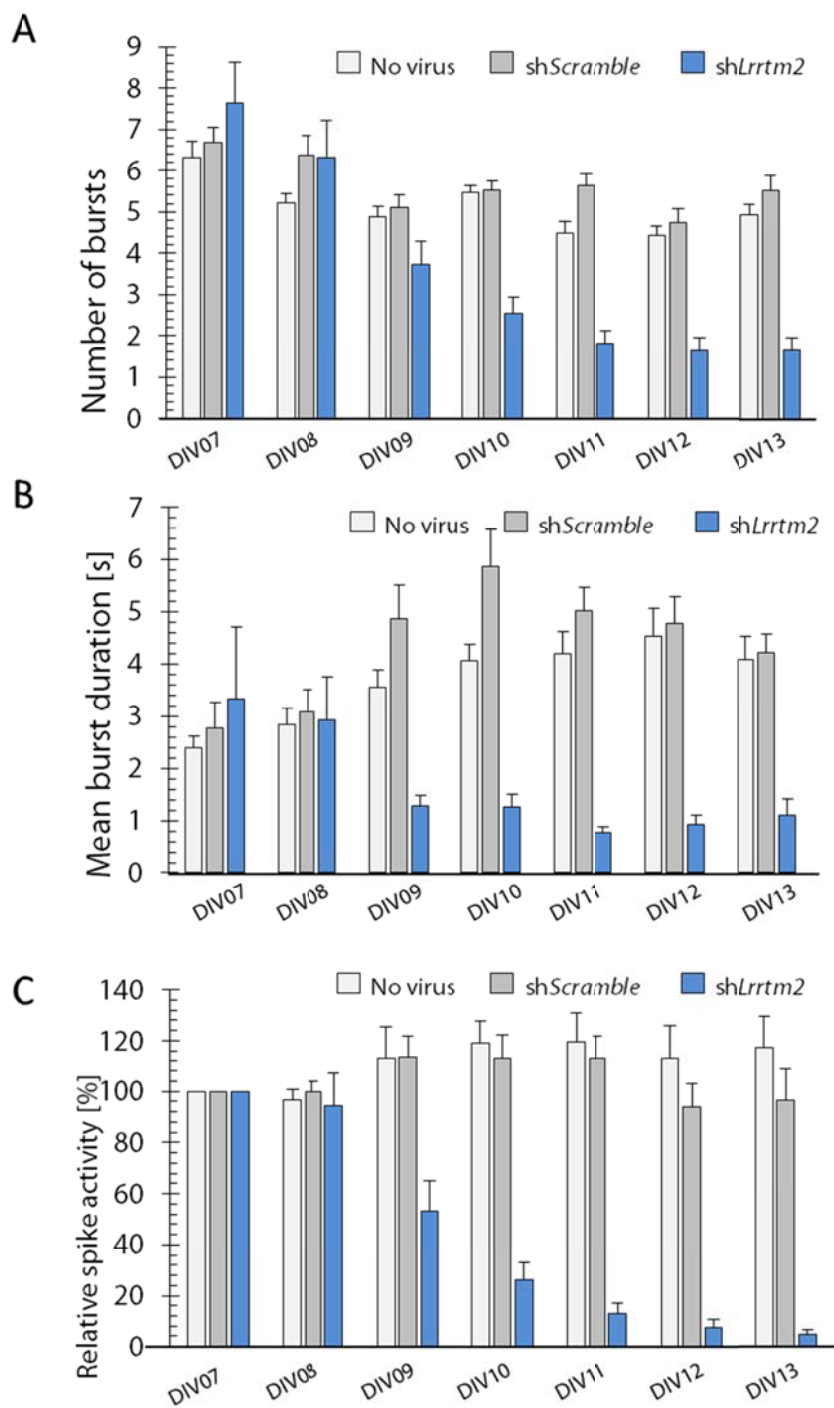 A
No virus shScramble shLrrtm2
Number of bursts
9
8
7
6
5
4
3
2
1
0
DIV07 DIV08 DIV09 DIV10 DIV11 DIV12 DIV13
B
No virus shScramble shLrrtm2
Mean burst duration [s]
7
6
5
4
3
2
1
0
DIV07 DIV08 DIV09 DIV10 DIV11 DIV12 DIV13
C
No virus shScramble shLrrtm2
Relative spike activity [%]
140
120
100
80
60
40
20
0
DIV07 DIV08 DIV09 DIV10 DIV11 DIV12 DIV13